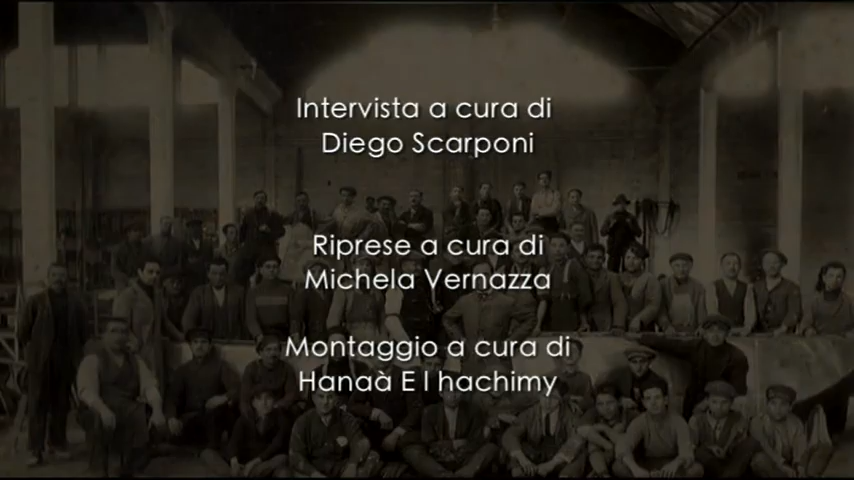 Intervista a cura di
Diego Scarponi
Riprese a cura di
Michela Vernazza
Montaggio a cura di
Hanaà E l hachimy